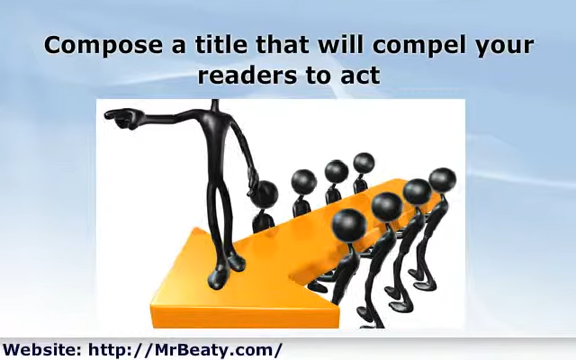 Compose a title that will compel your
readers to act
Website: http://MrBeaty.com/